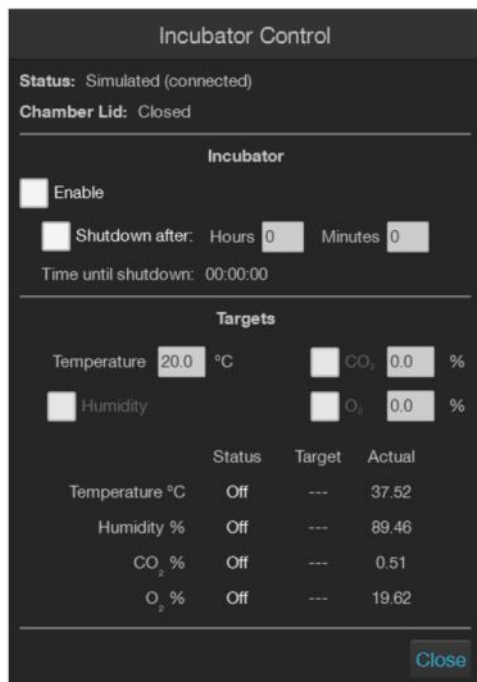 Incubator Control
Status: Simulated (connected)
Chamber Lid: Closed
Incubator
Enable
Shutdown after: Hours 0 Minutes 0
Time until shutdown: 00:00:00
Targets
Temperature 20.0 °C CO₂ 0.0 %
Humidity O₂ 0.0 %
Status Target Actual
Temperature °C Off --- 37.52
Humidity % Off --- 89.46
CO₂ % Off --- 0.51
O₂ % Off --- 19.62
Close